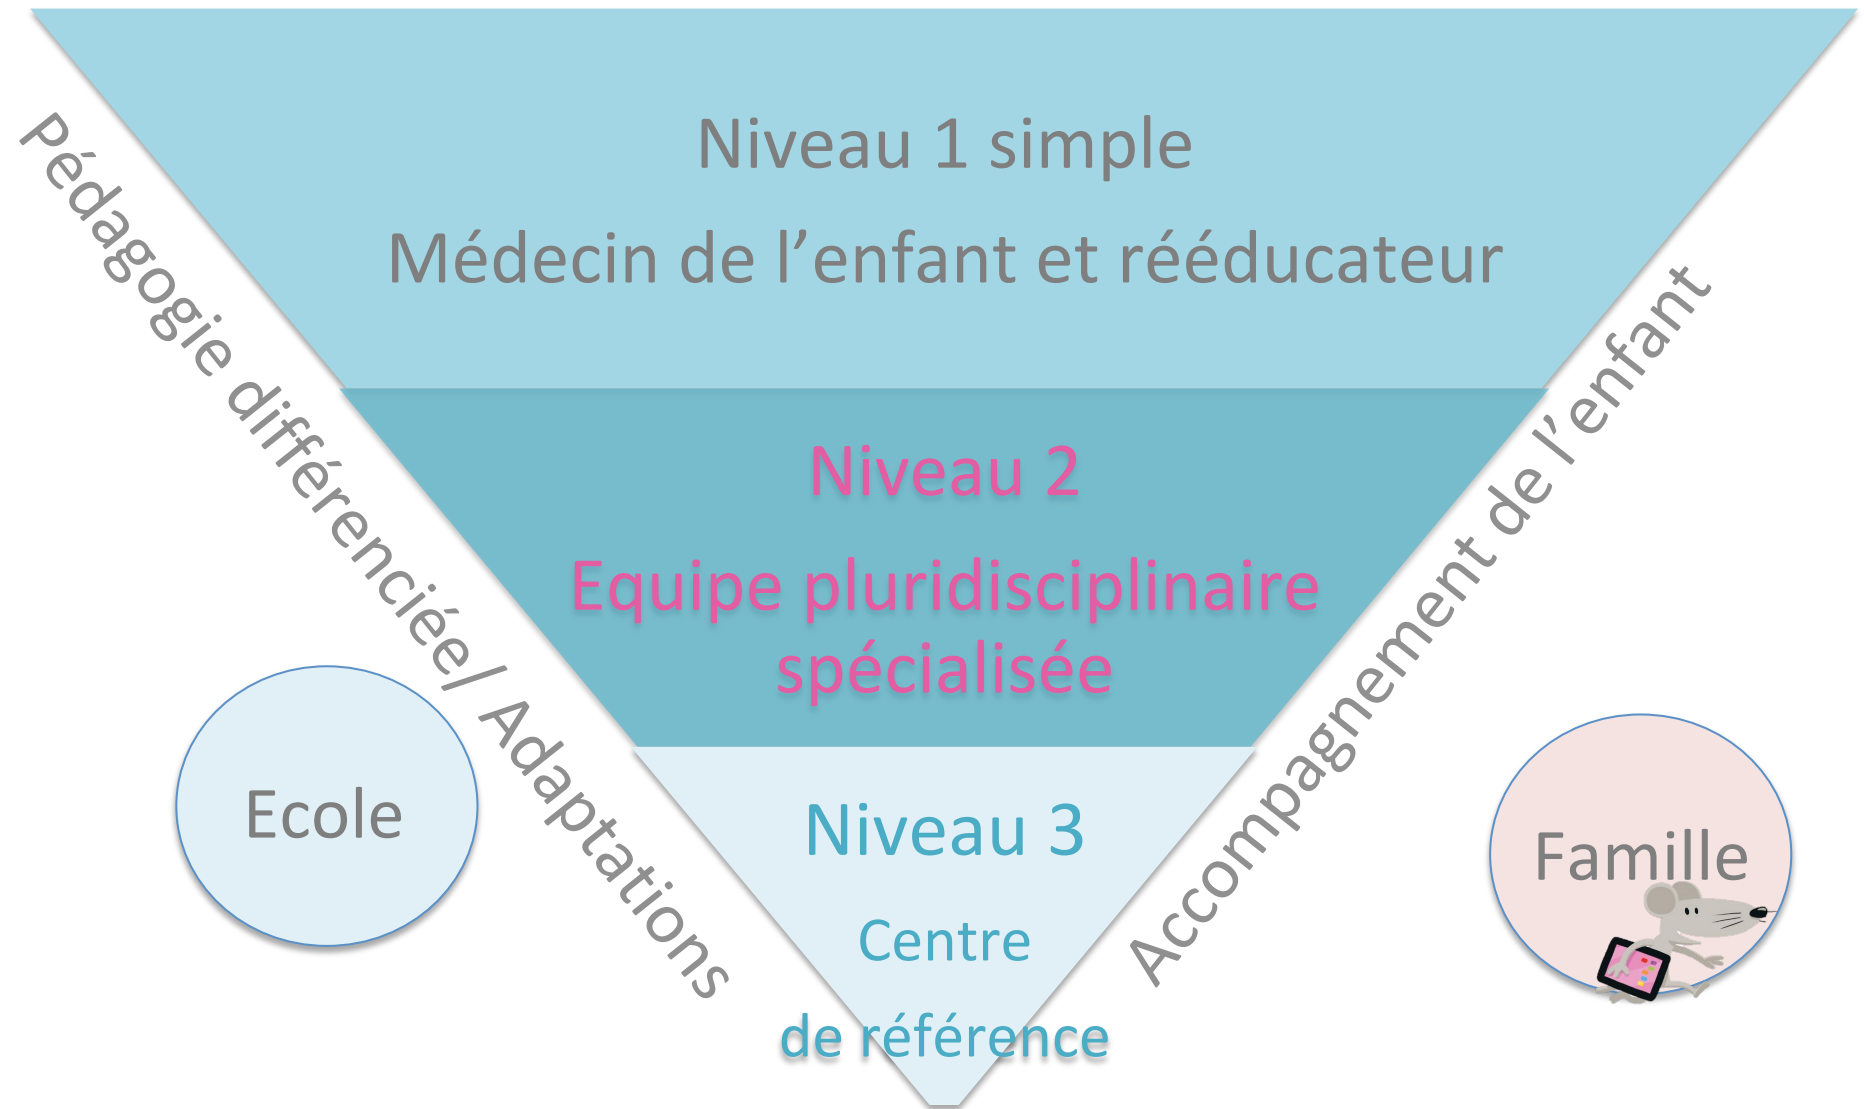 Niveau 1 simple
Médecin de l’enfant et rééducateur
Niveau 2
Equipe pluridisciplinaire
spécialisée
Niveau 3
Centre
de référence
Pédagogie différenciée/ Adaptations
Accompagnement de l’enfant
Ecole
Famille